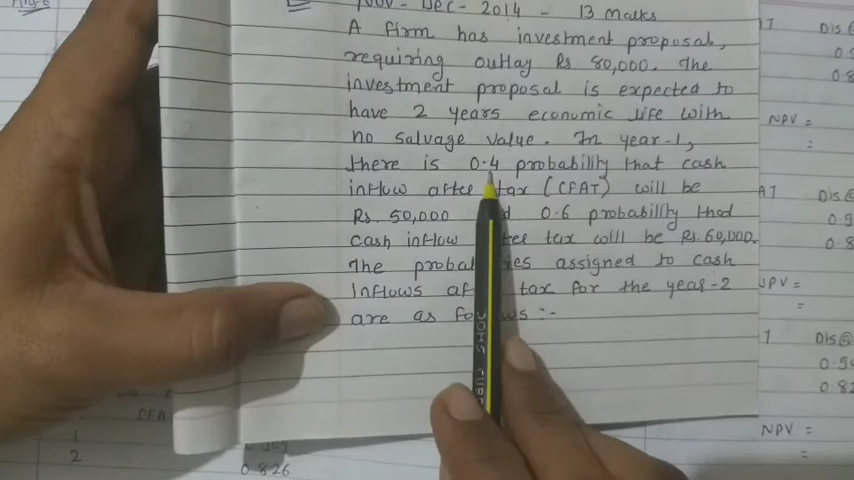 Nov - Dec - 2014 - 13 Marks
A firm has investment proposal,
requiring outlay Rs 80,000. The
investment proposal is expected to
have 2 years economic life with
no salvage value. In year-1,
there is 0.4 probability that cash
inflow after tax (CFAT) will be
Rs. 50,000 0.6 probability that
cash inflow tax will be Rs. 60,000.
The assigned to cash
Inflows tax for the year-2
are as :-
NPV =
=
NPV =
=
NPV =
=
CFA
1
2
0.826